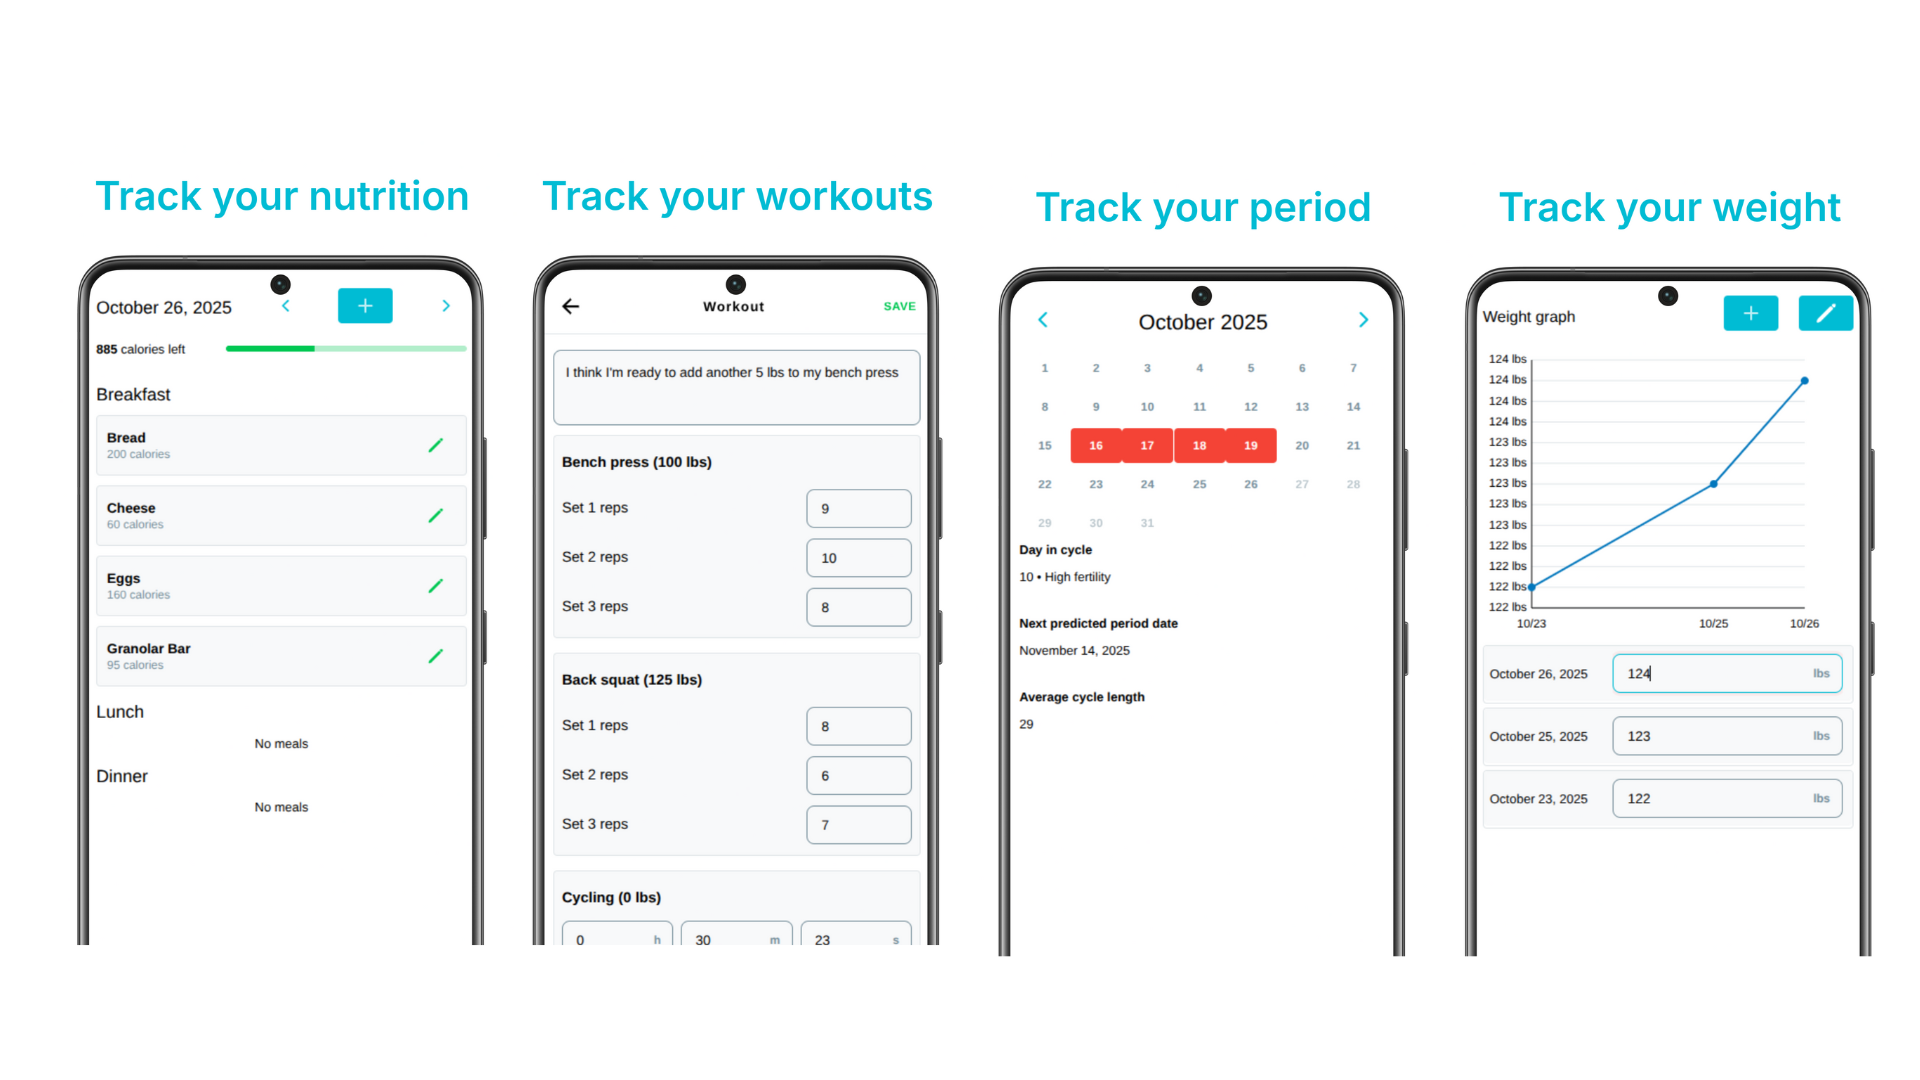 Track your nutrition
October 26, 2025
885 calories left
Breakfast
Bread
200 calories
Cheese
60 calories
Eggs
160 calories
Granolar Bar
95 calories
Lunch
No meals
Dinner
No meals
Track your workouts
Workout
SAVE
I think I'm ready to add another 5 lbs to my bench press
Bench press (100 lbs)
Set 1 reps 9
Set 2 reps 10
Set 3 reps 8
Back squat (125 lbs)
Set 1 reps 8
Set 2 reps 6
Set 3 reps 7
Cycling (0 lbs)
0 h 30 m 23 s
Track your period
October 2025
1 2 3 4 5 6 7
8 9 10 11 12 13 14
15 16 17 18 19 20 21
22 23 24 25 26 27 28
29 30 31
Day in cycle
10 • High fertility
Next predicted period date
November 14, 2025
Average cycle length
29
Track your weight
Weight graph
124 lbs
124 lbs
124 lbs
124 lbs
123 lbs
123 lbs
123 lbs
123 lbs
123 lbs
122 lbs
122 lbs
122 lbs
122 lbs
10/23 10/25 10/26
October 26, 2025 124 lbs
October 25, 2025 123 lbs
October 23, 2025 122 lbs